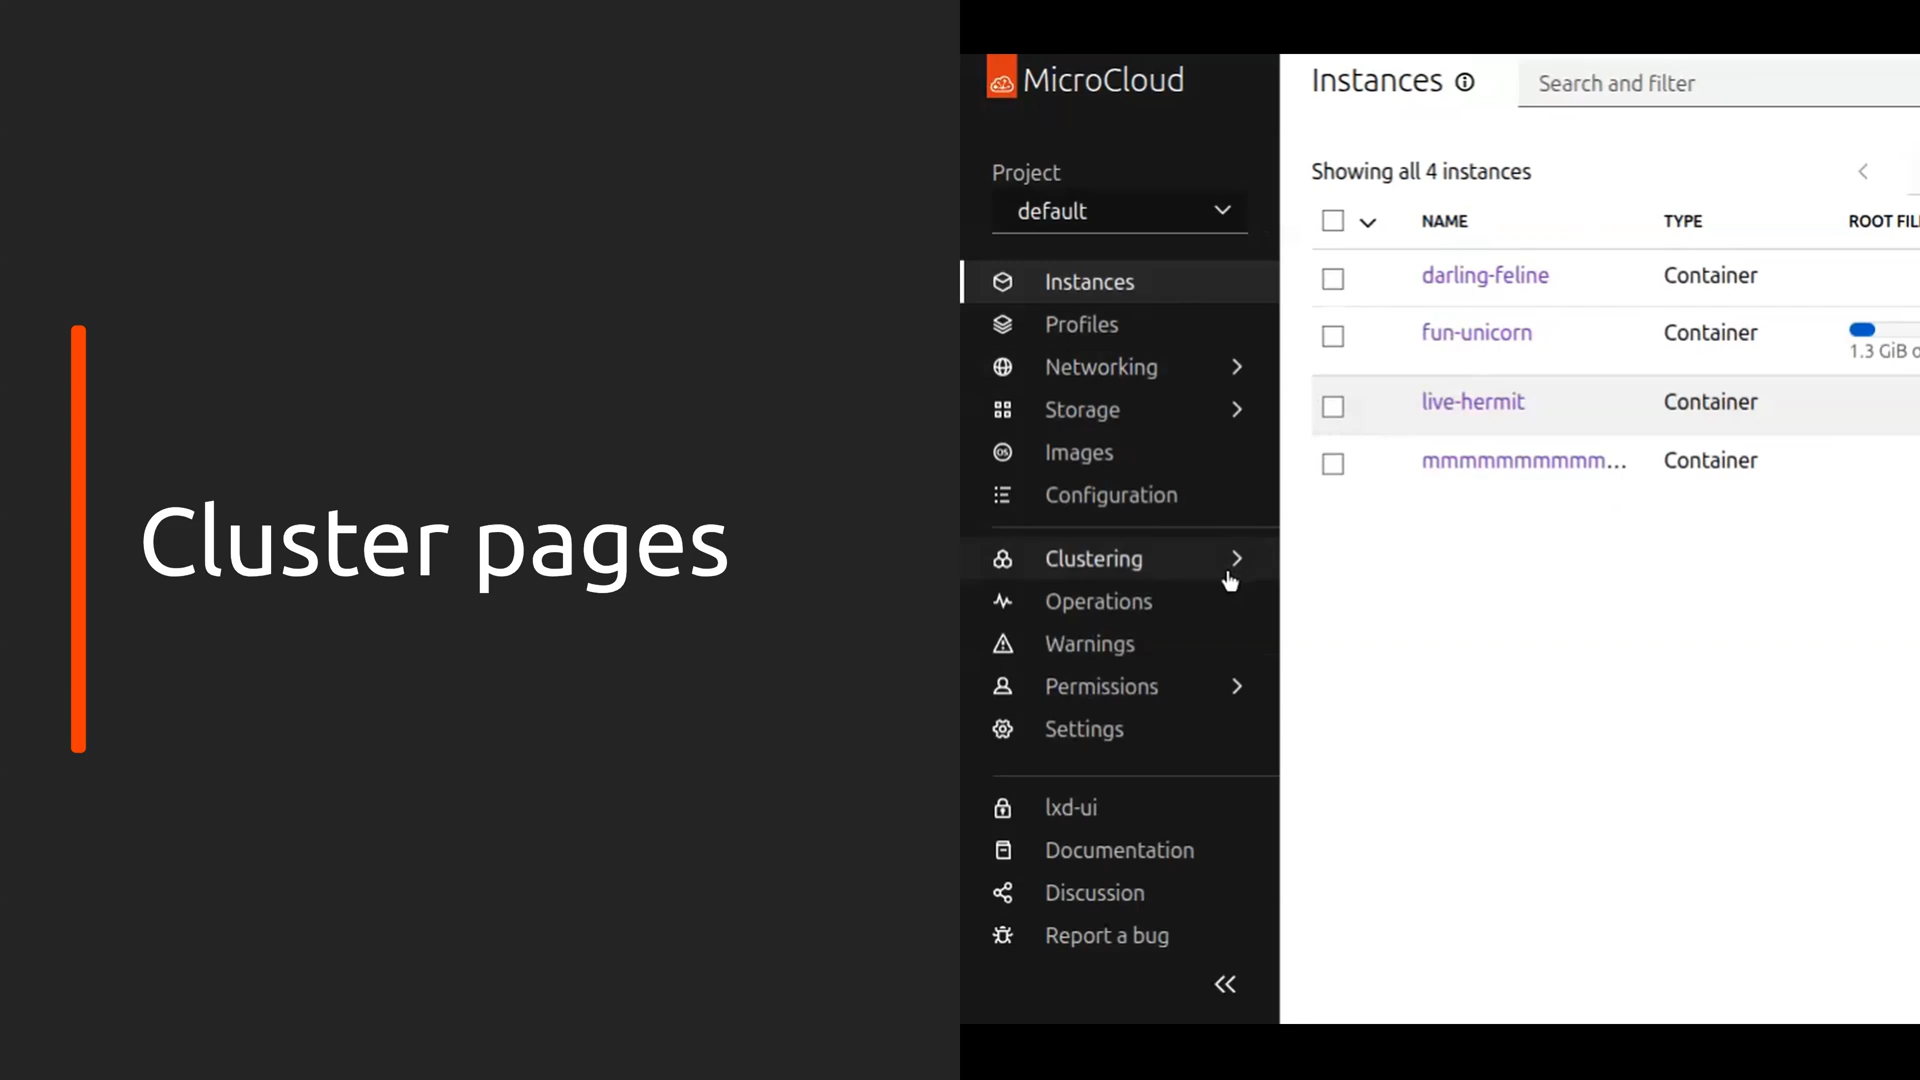 Cluster pages
MicroCloud
Project
default
Instances
Profiles
Networking
Storage
Images
Configuration
Clustering
Operations
Warnings
Permissions
Settings
lxd-ui
Documentation
Discussion
Report a bug
Instances
Search and filter
Showing all 4 instances
NAME TYPE ROOT FIL
darling-feline Container
fun-unicorn Container
1.3 GiB o
live-hermit Container
mmmmmmmmmm... Container